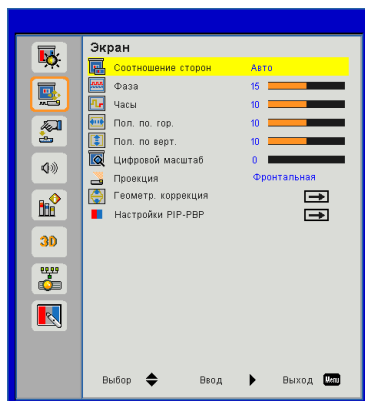 Экран
Соотношение сторон Авто
Фаза 15
Часы 10
Пол. по. гор. 10
Пол. по верт. 10
Цифровой масштаб 0
Проекция Фронтальная
Геометр. коррекция
Настройки PIP-PBP
3D
Выбор Ввод Выход Menu